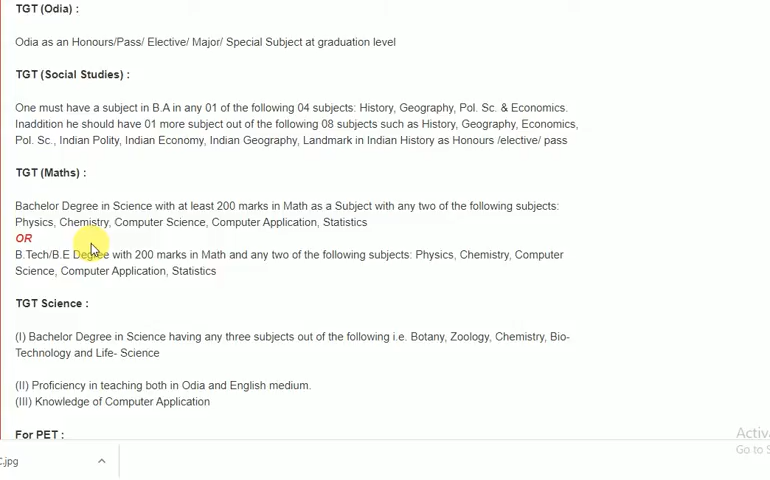 TGT (Odia) :
Odia as an Honours/Pass/ Elective/ Major/ Special Subject at graduation level
TGT (Social Studies) :
One must have a subject in B.A in any 01 of the following 04 subjects: History, Geography, Pol. Sc. & Economics.
Inaddition he should have 01 more subject out of the following 08 subjects such as History, Geography, Economics,
Pol. Sc., Indian Polity, Indian Economy, Indian Geography, Landmark in Indian History as Honours /elective/ pass
TGT (Maths) :
Bachelor Degree in Science with at least 200 marks in Math as a Subject with any two of the following subjects:
Physics, Chemistry, Computer Science, Computer Application, Statistics
OR
B.Tech/B.E Degree with 200 marks in Math and any two of the following subjects: Physics, Chemistry, Computer
Science, Computer Application, Statistics
TGT Science :
(I) Bachelor Degree in Science having any three subjects out of the following i.e. Botany, Zoology, Chemistry, Bio-
Technology and Life- Science
(II) Proficiency in teaching both in Odia and English medium.
(III) Knowledge of Computer Application
For PET :
Activ
Go to S
C.jpg